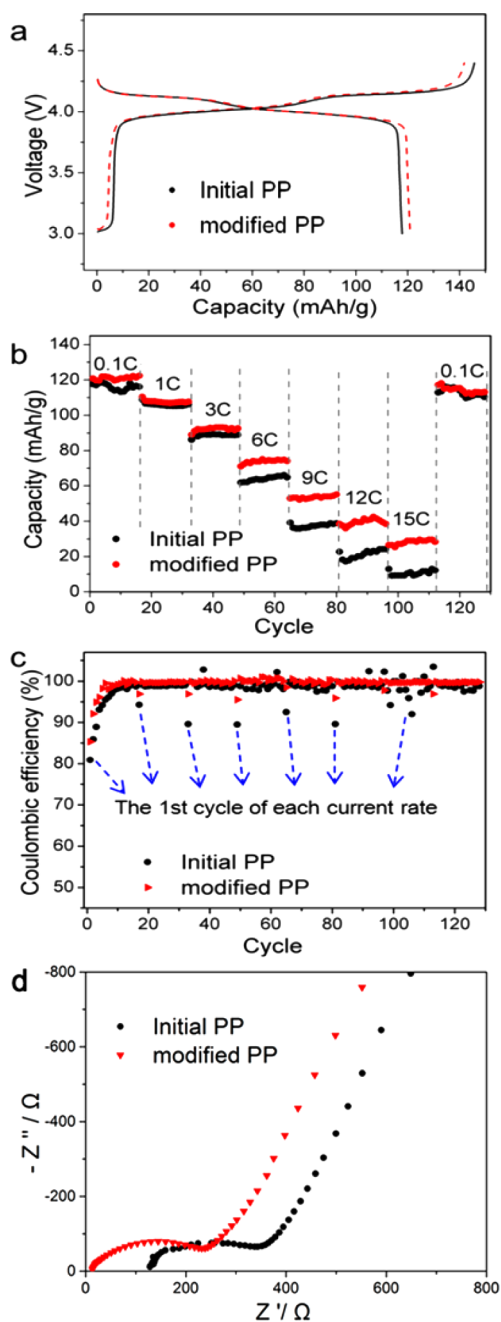 a
Voltage (V)
4.5
4.0
3.5
3.0
Initial PP
modified PP
0 20 40 60 80 100 120 140
Capacity (mAh/g)
b
Capacity (mAh/g)
140
120
100
80
60
40
20
0
0.1C
1C
3C
6C
9C
12C
15C
0.1C
Initial PP
modified PP
0 20 40 60 80 100 120
Cycle
c
Coulombic efficiency (%)
100
90
80
70
60
50
The 1st cycle of each current rate
Initial PP
modified PP
0 20 40 60 80 100 120
Cycle
d
- Z '' / Ω
-800
-600
-400
-200
0
Initial PP
modified PP
0 200 400 600 800
Z '/ Ω